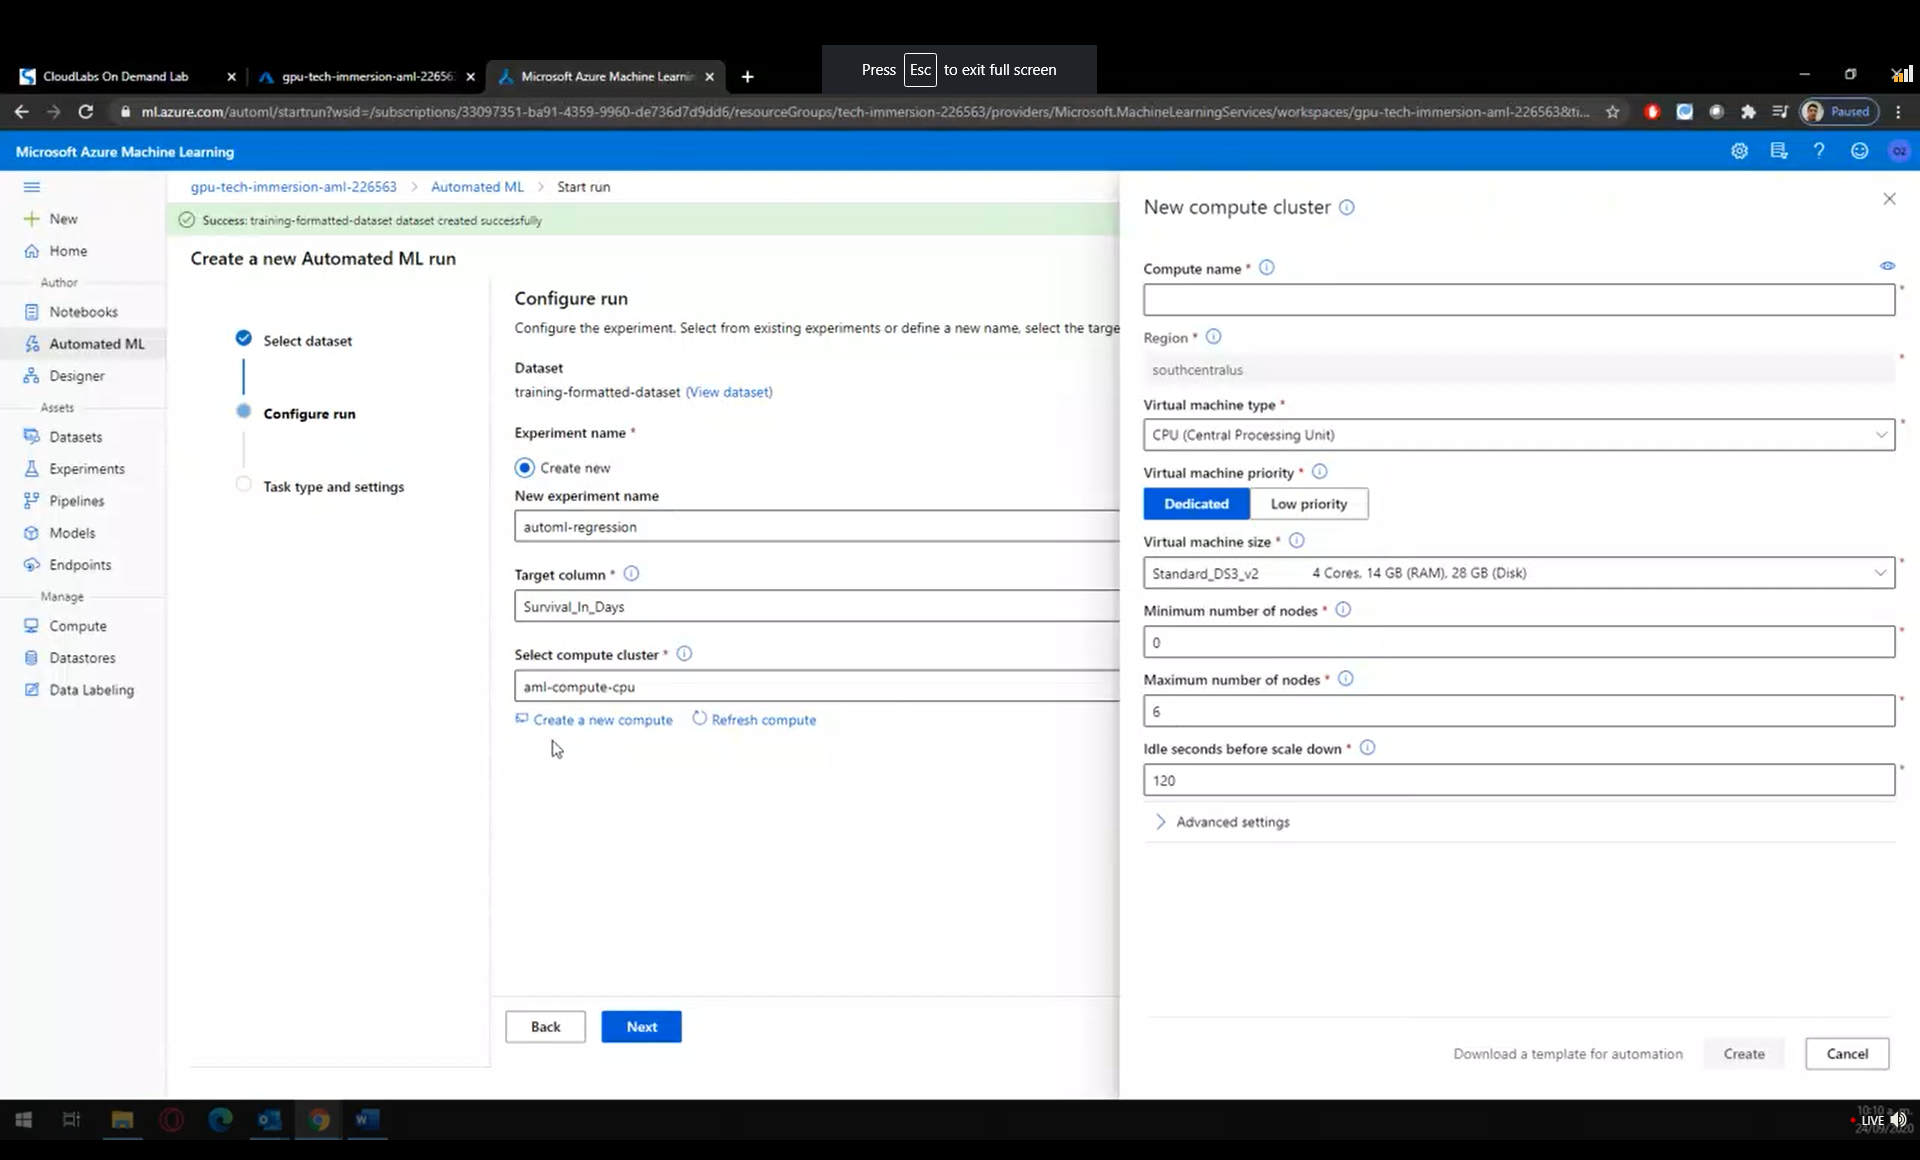 Press Esc to exit full screen
CloudLabs On Demand Lab
gpu-tech-immersion-aml-22656
Microsoft Azure Machine Learnin
ml.azure.com/automl/startrun?wsid=/subscriptions/33097351-ba91-4359-9960-de736d7d9dd6/resourceGroups/tech-immersion-226563/providers/Microsoft.MachineLearningServices/workspaces/gpu-tech-immersion-aml-226563&ti...
Paused
Microsoft Azure Machine Learning
OZ
New
Home
Author
Notebooks
Automated ML
Designer
Assets
Datasets
Experiments
Pipelines
Models
Endpoints
Manage
Compute
Datastores
Data Labeling
gpu-tech-immersion-aml-226563 > Automated ML > Start run
Success: training-formatted-dataset dataset created successfully
Create a new Automated ML run
Select dataset
Configure run
Task type and settings
Configure run
Configure the experiment. Select from existing experiments or define a new name, select the targe
Dataset
training-formatted-dataset (View dataset)
Experiment name *
Create new
New experiment name
automl-regression
Target column *
Survival_In_Days
Select compute cluster *
aml-compute-cpu
Create a new compute
Refresh compute
Back
Next
New compute cluster
Compute name *
Region *
southcentralus
Virtual machine type *
CPU (Central Processing Unit)
Virtual machine priority *
Dedicated
Low priority
Virtual machine size *
Standard_DS3_v2 4 Cores, 14 GB (RAM), 28 GB (Disk)
Minimum number of nodes *
0
Maximum number of nodes *
6
Idle seconds before scale down *
120
Advanced settings
Download a template for automation
Create
Cancel
LIVE